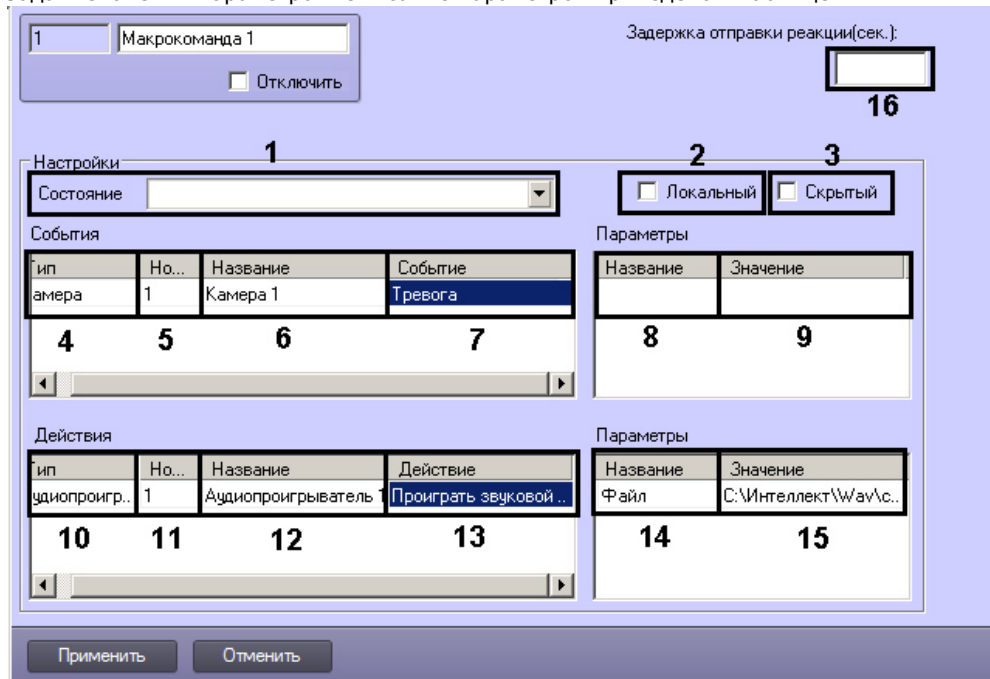 1 Макрокоманда 1 Задержка отправки реакции(сек.):
Отключить
16
1 2 3
Настройки
Состояние Локальный Скрытый
События Параметры
Тип Но... Название Событие Название Значение
амера 1 Камера 1 Тревога
4 5 6 7 8 9
Действия Параметры
Тип Но... Название Действие Название Значение
удиопроигр.. 1 Аудиопроигрыватель 1 Проиграть звуковой .. Файл C:\Интеллект\Wav\c..
10 11 12 13 14 15
Применить Отменить